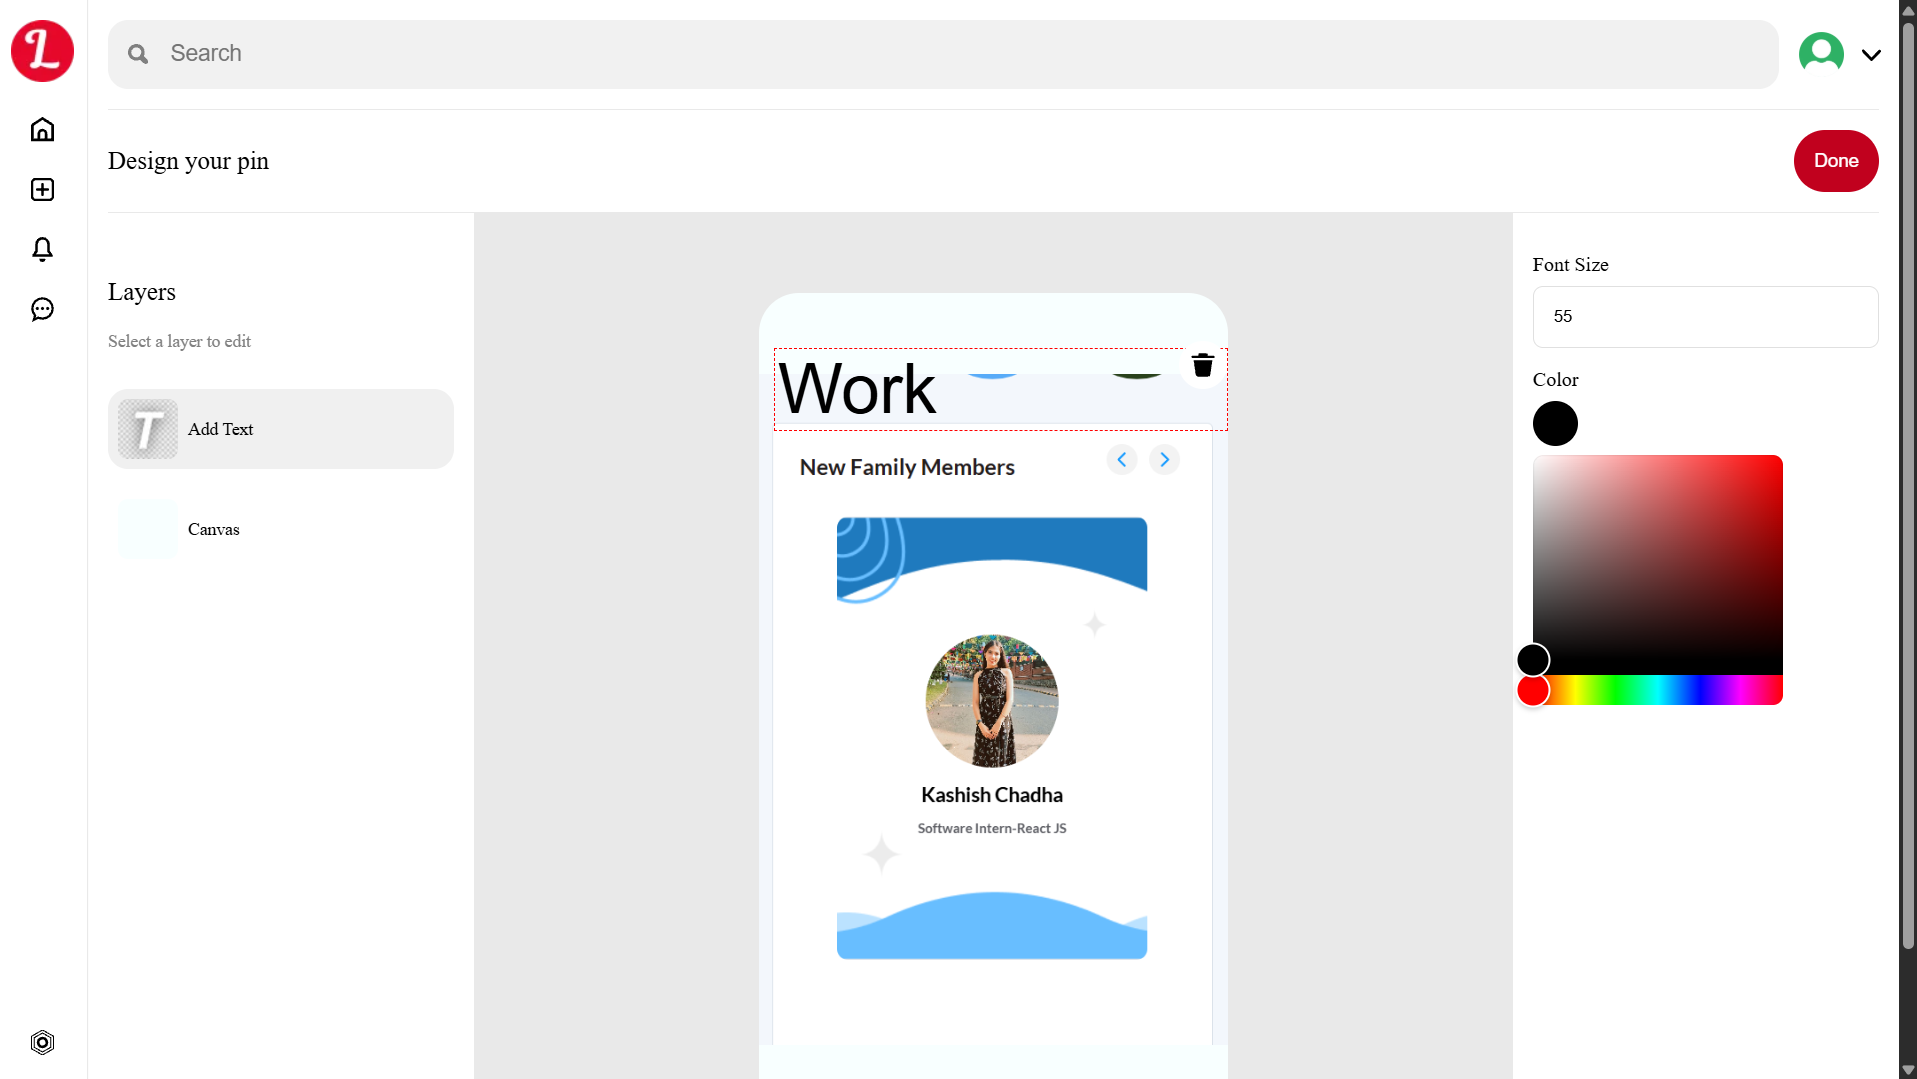 L
Search
Design your pin
Done
Layers
Select a layer to edit
T
Add Text
Canvas
Work
New Family Members
Kashish Chadha
Software Intern-React JS
Font Size
55
Color